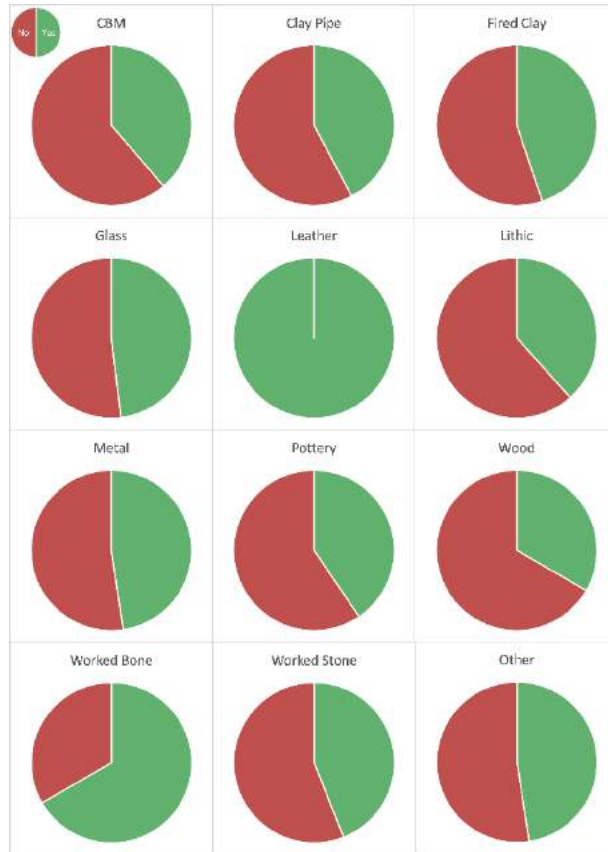 No Yes
CBM
Clay Pipe
Fired Clay
Glass
Leather
Lithic
Metal
Pottery
Wood
Worked Bone
Worked Stone
Other